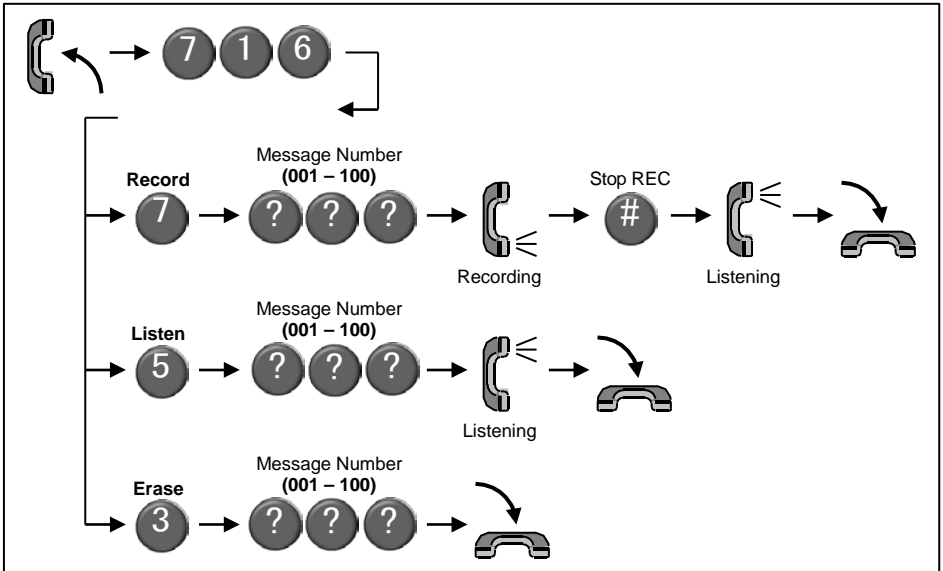 7 1 6
Message Number
(001 – 100)
Record
Stop REC
7 ? ? ? #
Recording
Listening
Message Number
(001 – 100)
Listen
5 ? ? ?
Listening
Message Number
(001 – 100)
Erase
3 ? ? ?